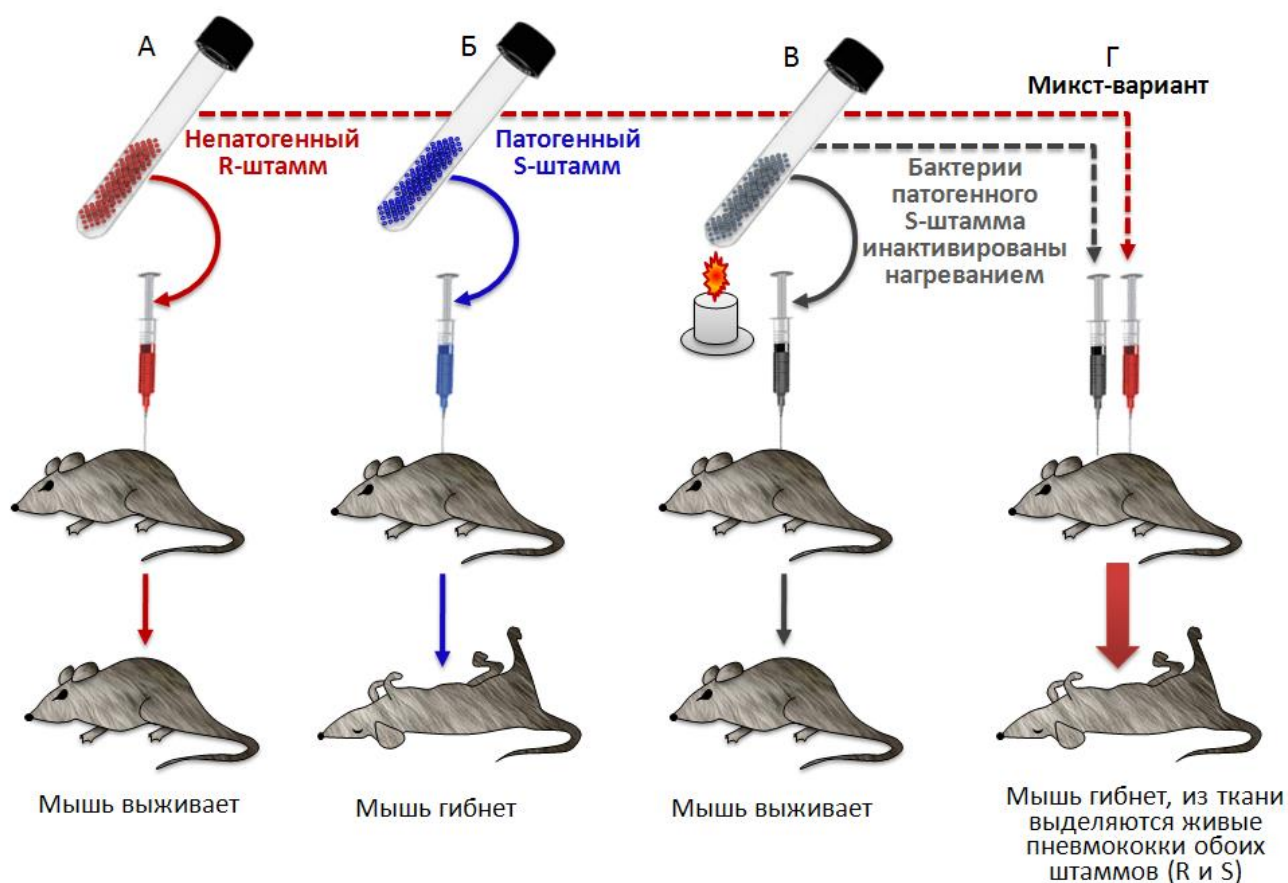 А
Б
В
Г
Микст-вариант
Непатогенный
R-штамм
Патогенный
S-штамм
Бактерии
патогенного
S-штамма
инактивированы
нагреванием
Мышь выживает
Мышь гибнет
Мышь выживает
Мышь гибнет, из ткани
выделяются живые
пневмококки обоих
штаммов (R и S)